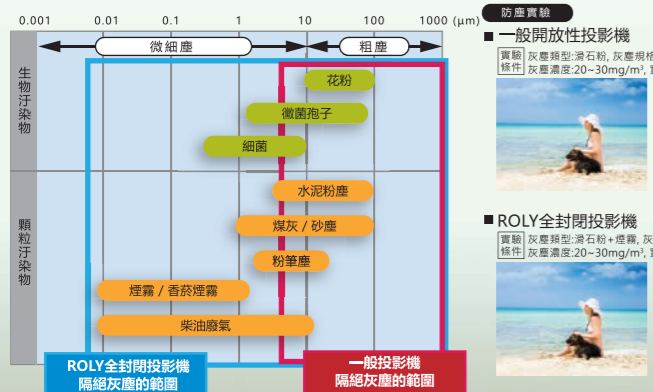 0.001 0.01 0.1 1 10 100 1000 (μm)
微細塵 粗塵
生物汙染物
花粉
黴菌孢子
細菌
顆粒汙染物
水泥粉塵
煤灰 / 砂塵
粉筆塵
煙霧 / 香菸煙霧
柴油廢氣
ROLY全封閉投影機
隔絕灰塵的範圍
一般投影機
隔絕灰塵的範圍
防塵實驗
■ 一般開放性投影機
實驗條件
灰塵類型:滑石粉, 灰塵規格
灰塵濃度:20~30mg/m³,
■ ROLY全封閉投影機
實驗條件
灰塵類型:滑石粉+煙霧, 灰
灰塵濃度:20~30mg/m³,